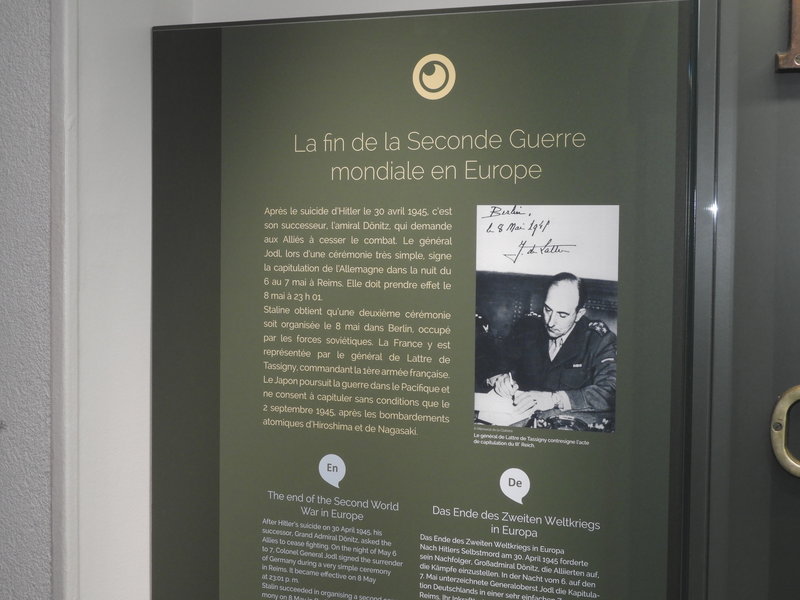 La fin de la Seconde Guerre
mondiale en Europe
Après le suicide d'Hitler le 30 avril 1945, c'est
son successeur, l'amiral Dönitz, qui demande
aux Alliés à cesser le combat. Le général
Jodl, lors d'une cérémonie très simple, signe
la capitulation de l'Allemagne dans la nuit du
6 au 7 mai à Reims. Elle doit prendre effet le
8 mai à 23 h 01.
Staline obtient qu'une deuxième cérémonie
soit organisée le 8 mai dans Berlin, occupé
par les forces soviétiques. La France y est
représentée par le général de Lattre de
Tassigny, commandant la 1ère armée française.
Le Japon poursuit la guerre dans le Pacifique et
ne consent à capituler sans conditions que le
2 septembre 1945, après les bombardements
atomiques d'Hiroshima et de Nagasaki.
Berlin,
le 8 Mai 1945
J. de Lattre
Le général de Lattre de Tassigny contresigne l'acte
de capitulation du IIIe Reich.
En
The end of the Second World
War in Europe
After Hitler's suicide on 30 April 1945, his
successor, Grand Admiral Dönitz, asked the
Allies to cease fighting. On the night of May 6
to 7, Colonel General Jodl signed the surrender
of Germany during a very simple ceremony
in Reims. It became effective on 8 May
at 23:01 p. m.
Stalin succeeded in organising a second
De
Das Ende des Zweiten Weltkriegs
in Europa
Das Ende des Zweiten Weltkriegs in Europa
Nach Hitlers Selbstmord am 30. April 1945 forderte
sein Nachfolger, Großadmiral Dönitz, die Alliierten auf,
die Kämpfe einzustellen. In der Nacht vom 6. auf den
7. Mai unterzeichnete Generaloberst Jodl die Kapitula-
tion Deutschlands in einer sehr einfachen